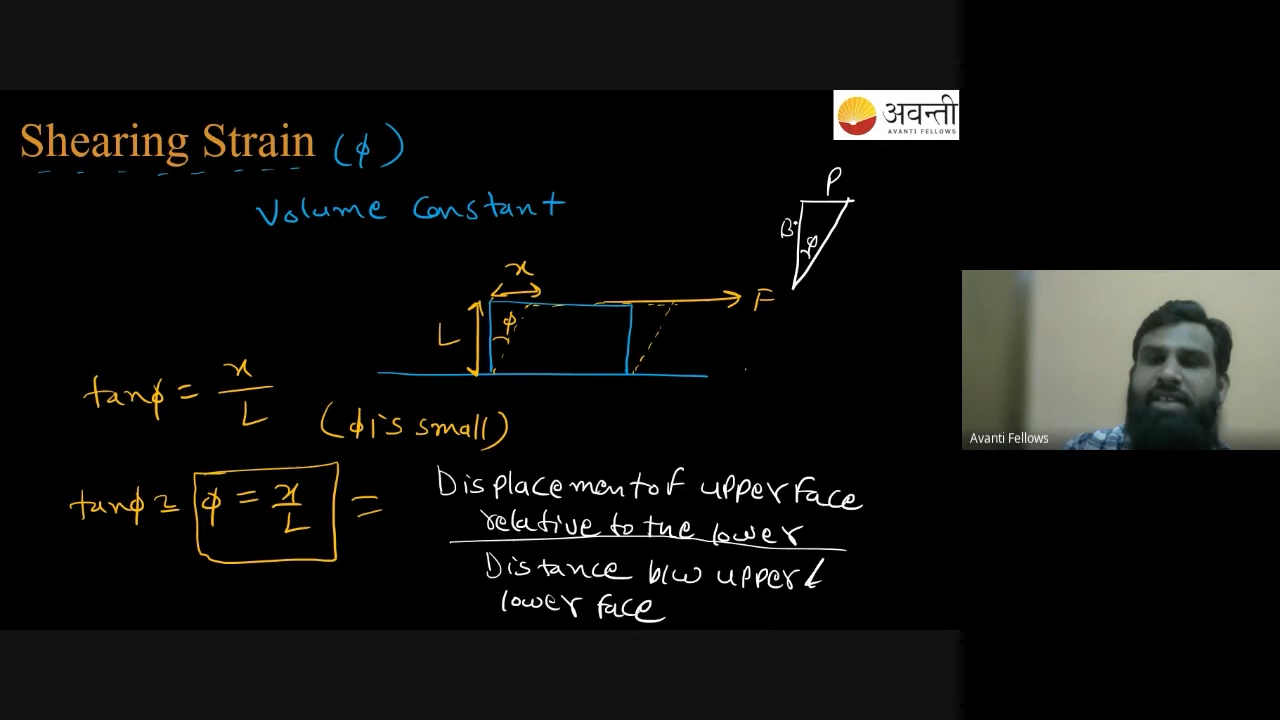 अवन्ती
AVANTI FELLOWS
Shearing Strain (ϕ)
Volume constant
P
B
ϕ
x
F
ϕ
L
tanϕ = x/L
(ϕ is small)
tanϕ ≃ ϕ = x/L =
Displacement of upper face
relative to the lower
Distance b/w upper &
lower face
Avanti Fellows